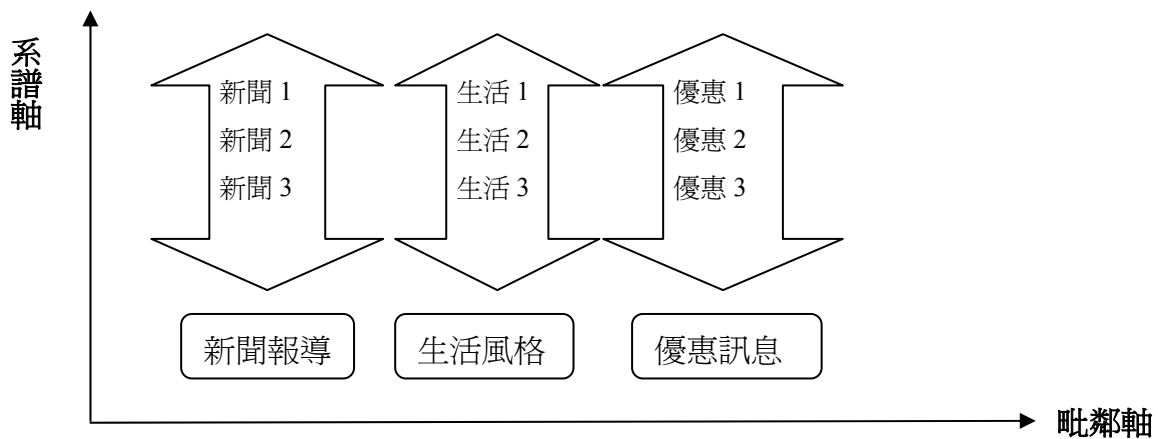 系譜軸
新聞 1
新聞 2
新聞 3
生活 1
生活 2
生活 3
優惠 1
優惠 2
優惠 3
新聞報導
生活風格
優惠訊息
毗鄰軸